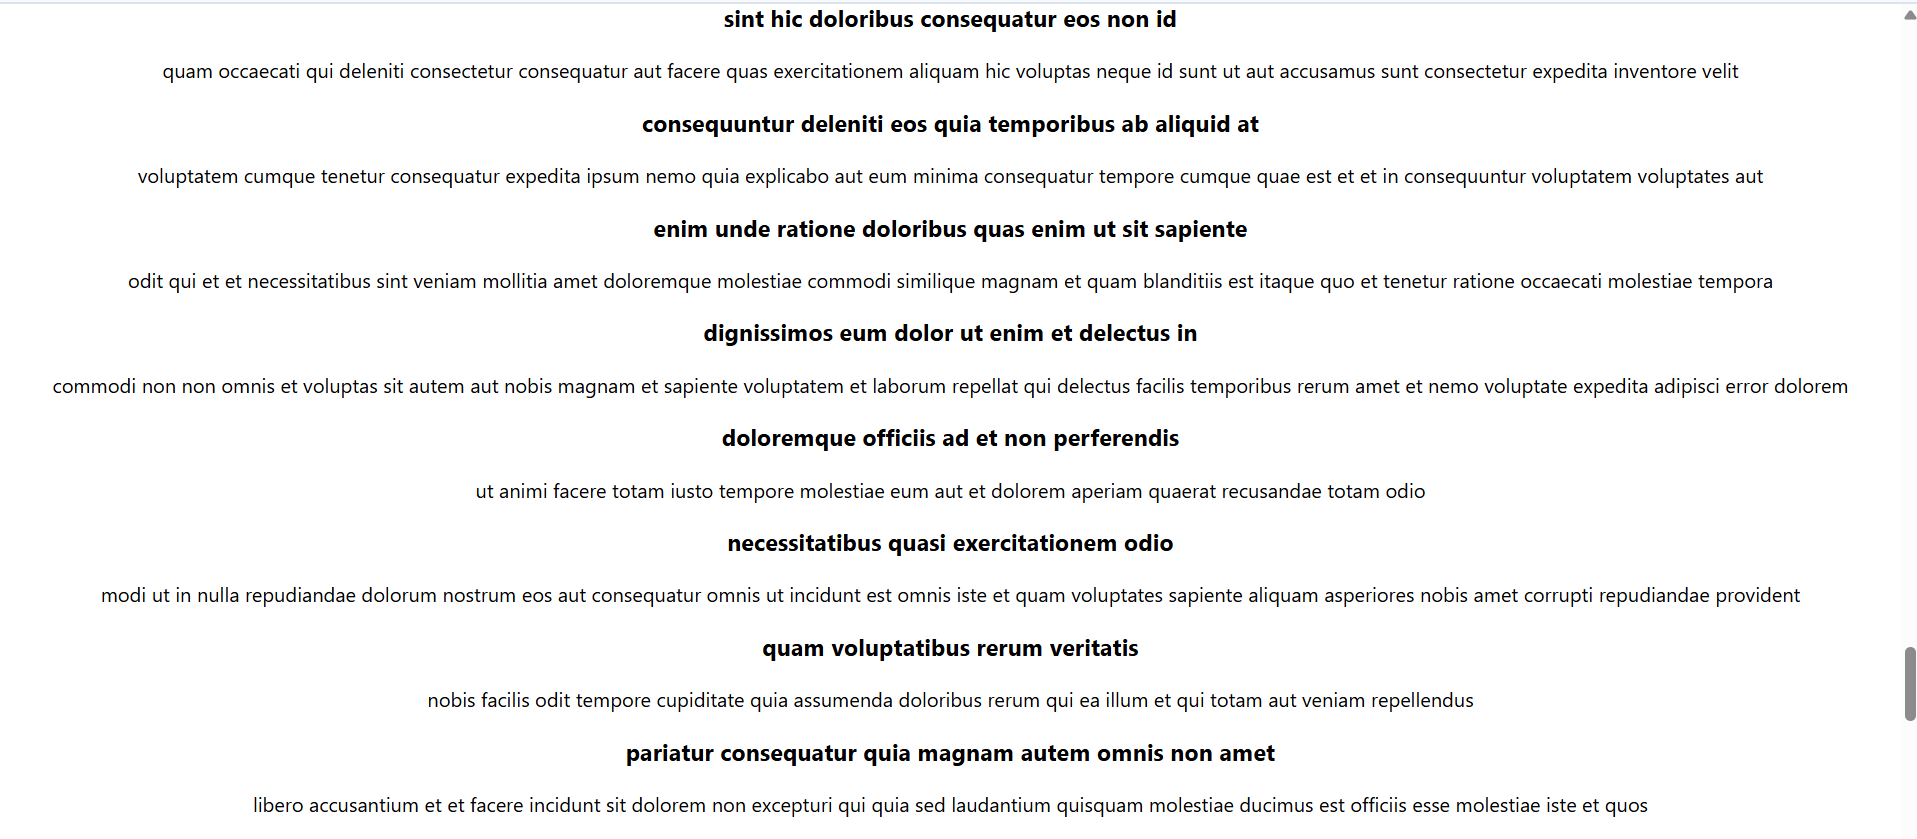 sint hic doloribus consequatur eos non id
quam occaecati qui deleniti consectetur consequatur aut facere quas exercitationem aliquam hic voluptas neque id sunt ut aut accusamus sunt consectetur expedita inventore velit
consequuntur deleniti eos quia temporibus ab aliquid at
voluptatem cumque tenetur consequatur expedita ipsum nemo quia explicabo aut eum minima consequatur tempore cumque quae est et et in consequuntur voluptatem voluptates aut
enim unde ratione doloribus quas enim ut sit sapiente
odit qui et et necessitatibus sint veniam mollitia amet doloremque molestiae commodi similique magnam et quam blanditiis est itaque quo et tenetur ratione occaecati molestiae tempora
dignissimos eum dolor ut enim et delectus in
commodi non non omnis et voluptas sit autem aut nobis magnam et sapiente voluptatem et laborum repellat qui delectus facilis temporibus rerum amet et nemo voluptate expedita adipisci error dolorem
doloremque officiis ad et non perferendis
ut animi facere totam iusto tempore molestiae eum aut et dolorem aperiam quaerat recusandae totam odio
necessitatibus quasi exercitationem odio
modi ut in nulla repudiandae dolorum nostrum eos aut consequatur omnis ut incidunt est omnis iste et quam voluptates sapiente aliquam asperiores nobis amet corrupti repudiandae provident
quam voluptatibus rerum veritatis
nobis facilis odit tempore cupiditate quia assumenda doloribus rerum qui ea illum et qui totam aut veniam repellendus
pariatur consequatur quia magnam autem omnis non amet
libero accusantium et et facere incidunt sit dolorem non excepturi qui quia sed laudantium quisquam molestiae ducimus est officiis esse molestiae iste et quos